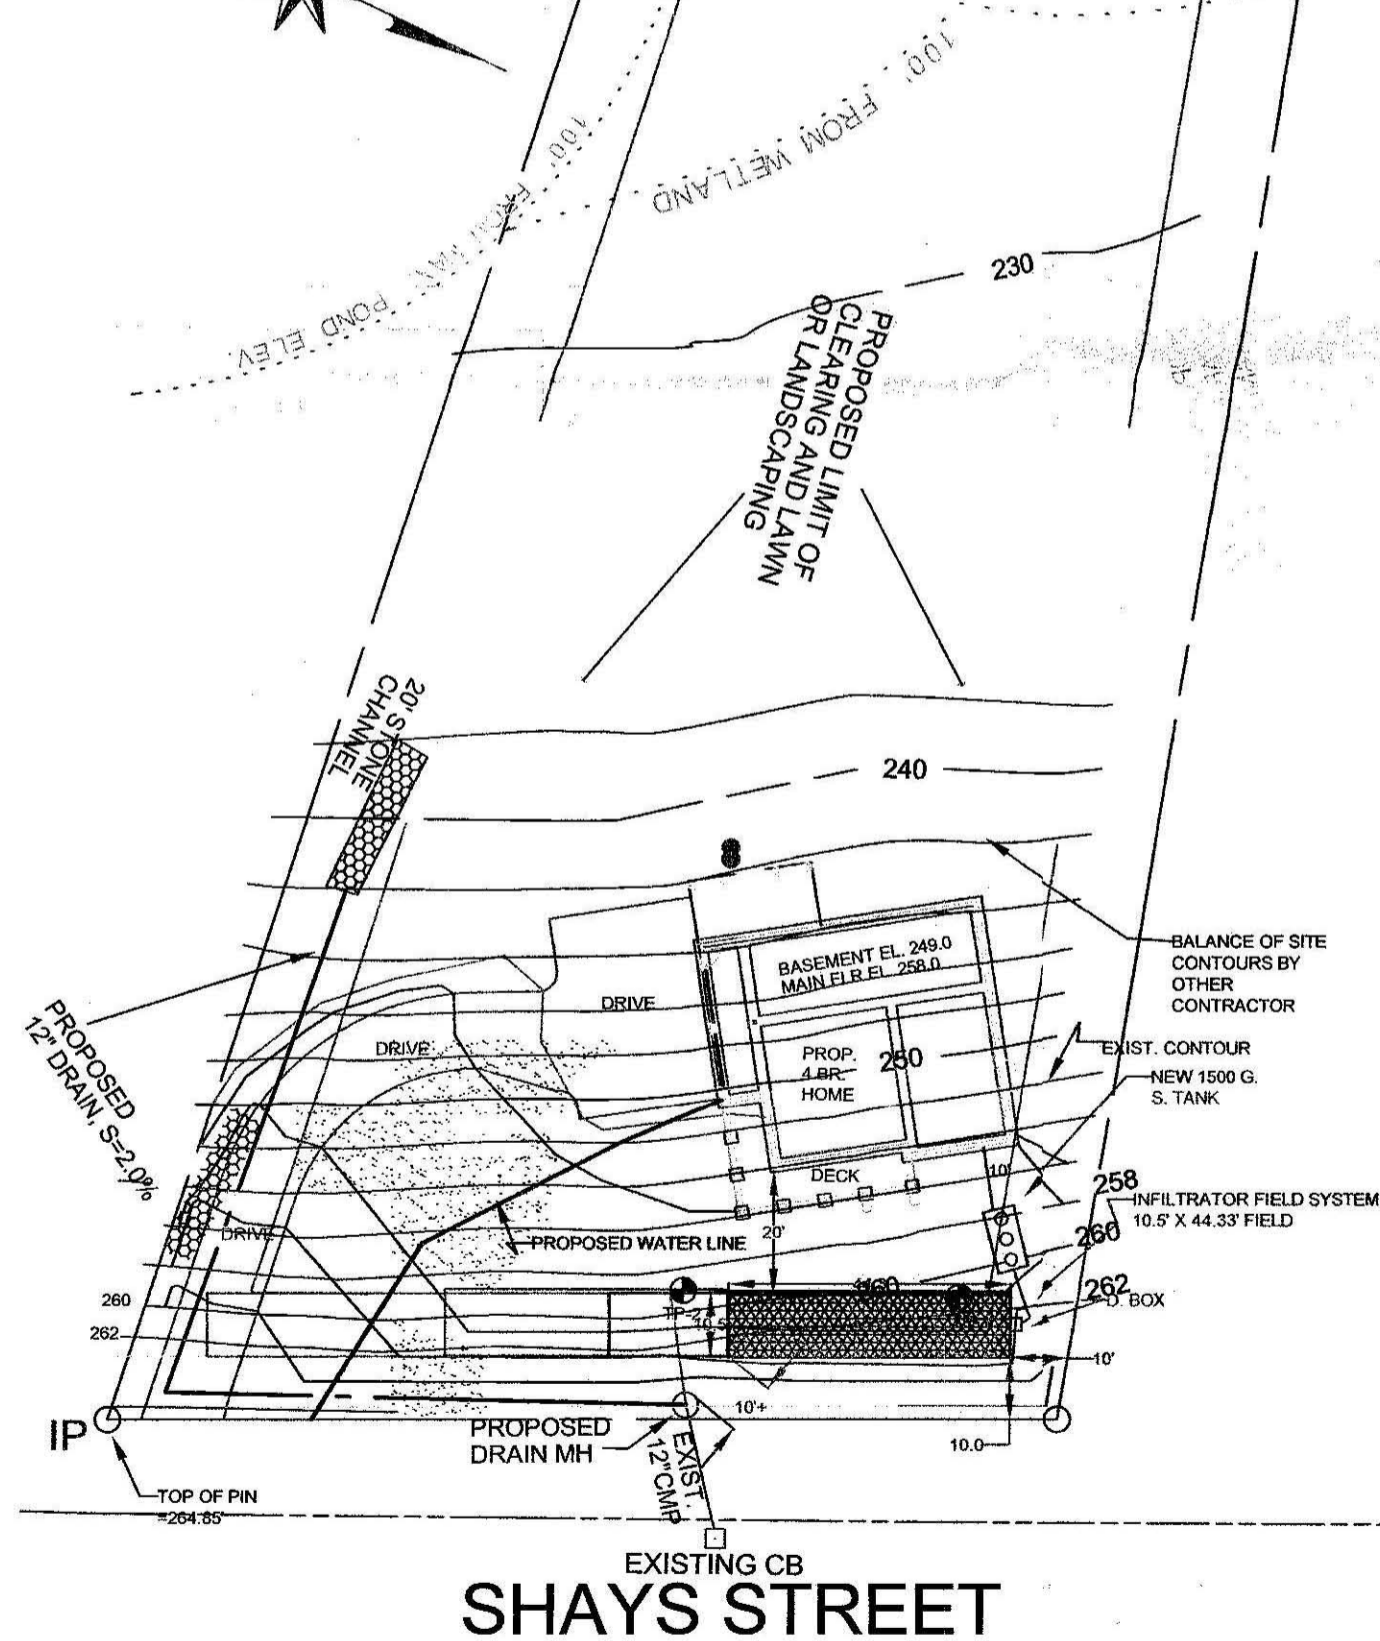 100' FROM WETLAND
100' FROM MAX POND ELEV.
230
PROPOSED LIMIT OF
CLEARING AND LAWN
OR LANDSCAPING
20' STONE
CHANNEL
240
BALANCE OF SITE
CONTOURS BY
OTHER
CONTRACTOR
BASEMENT EL. 249.0
MAIN FLR EL. 258.0
DRIVE
DRIVE
PROPOSED
12" DRAIN, S=2.0%
PROP.
4 BR.
HOME
250
EXIST. CONTOUR
NEW 1500 G.
S. TANK
DECK
10'
258
INFILTRATOR FIELD SYSTEM
10.5' X 44.33' FIELD
DRIVE
PROPOSED WATER LINE
20'
260
262
D. BOX
260
262
TP-2
10'
IP
PROPOSED
DRAIN MH
10'+
10.0
EXIST.
12"CMP
TOP OF PIN
=264.85'
EXISTING CB
SHAYS STREET